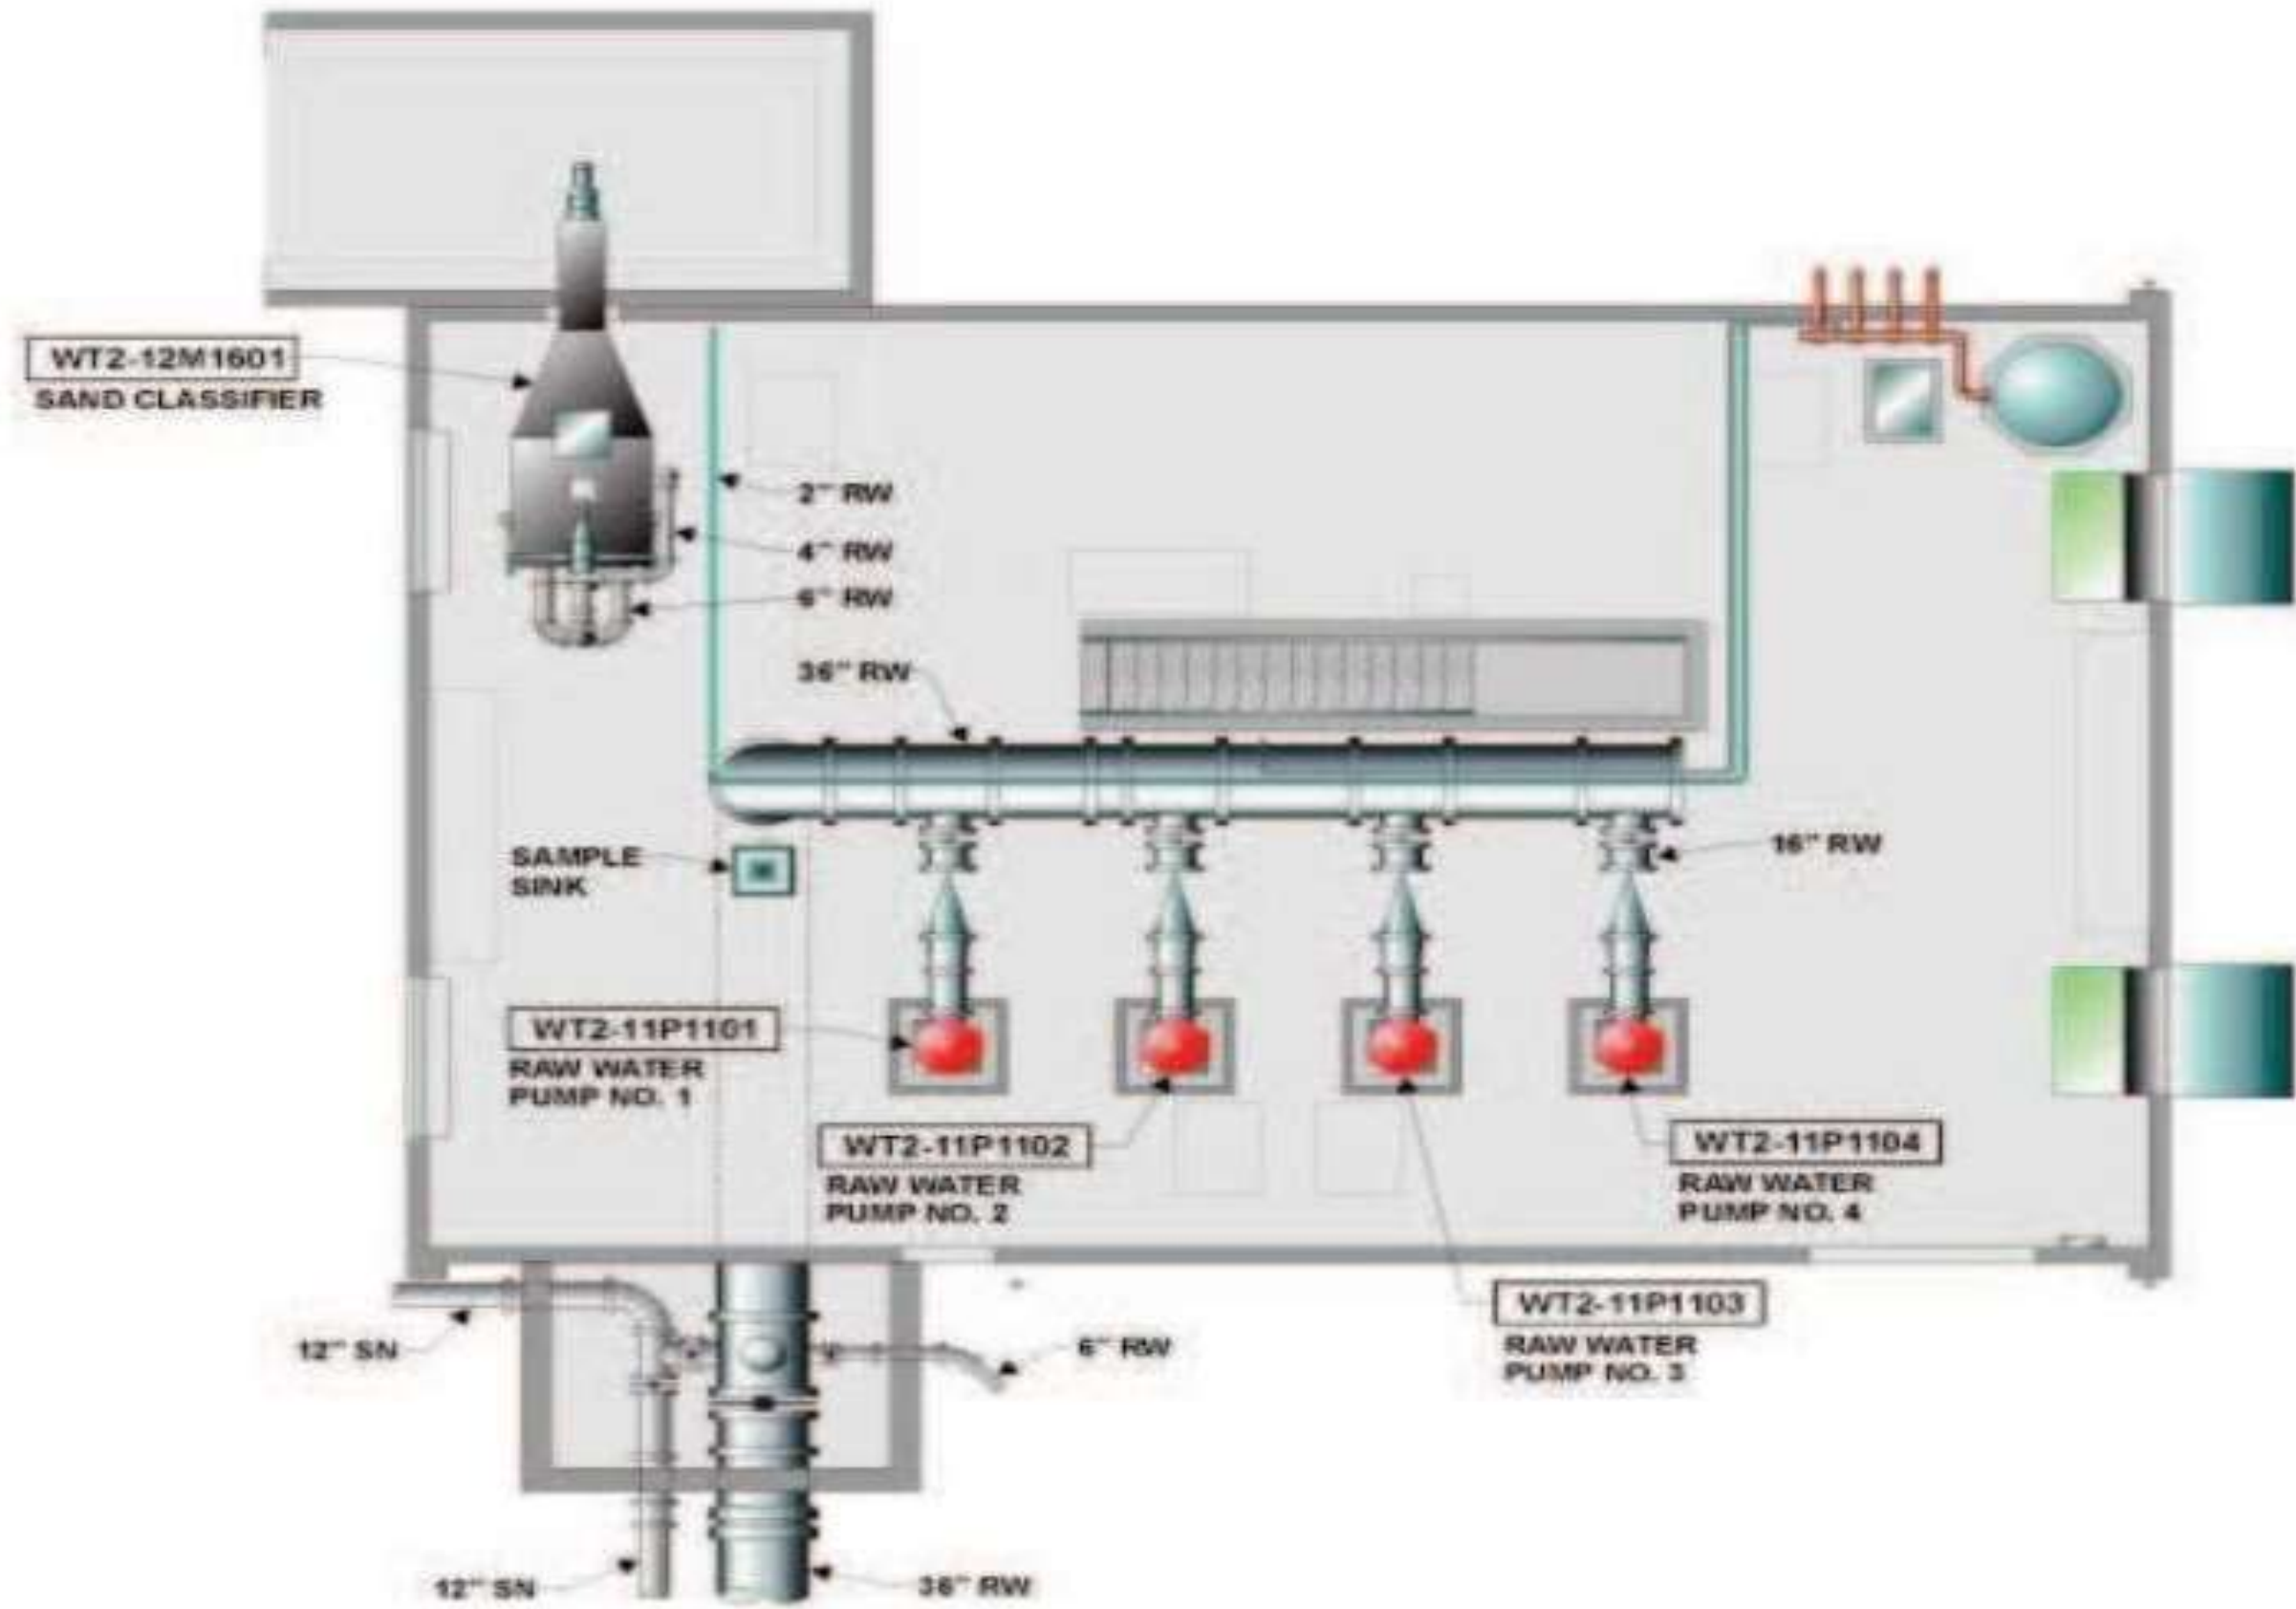 WT2-12M1601
SAND CLASSIFIER
2" RW
4" RW
6" RW
36" RW
16" RW
SAMPLE
SINK
WT2-11P1101
RAW WATER
PUMP NO. 1
WT2-11P1102
RAW WATER
PUMP NO. 2
WT2-11P1104
RAW WATER
PUMP NO. 4
WT2-11P1103
RAW WATER
PUMP NO. 3
12" SN
6" RW
12" SN
36" RW